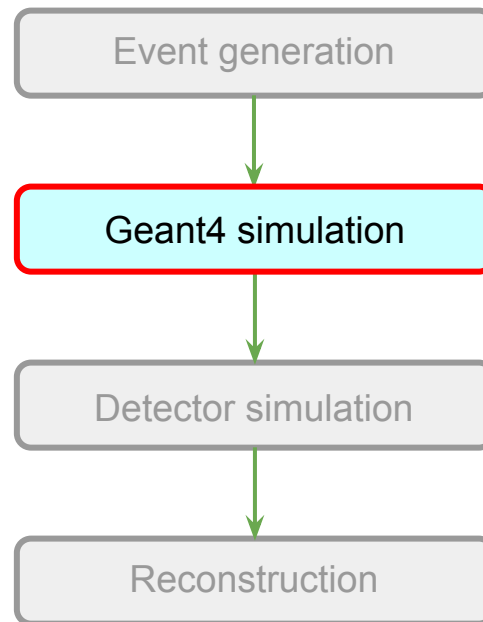 Event generation
Geant4 simulation
Detector simulation
Reconstruction